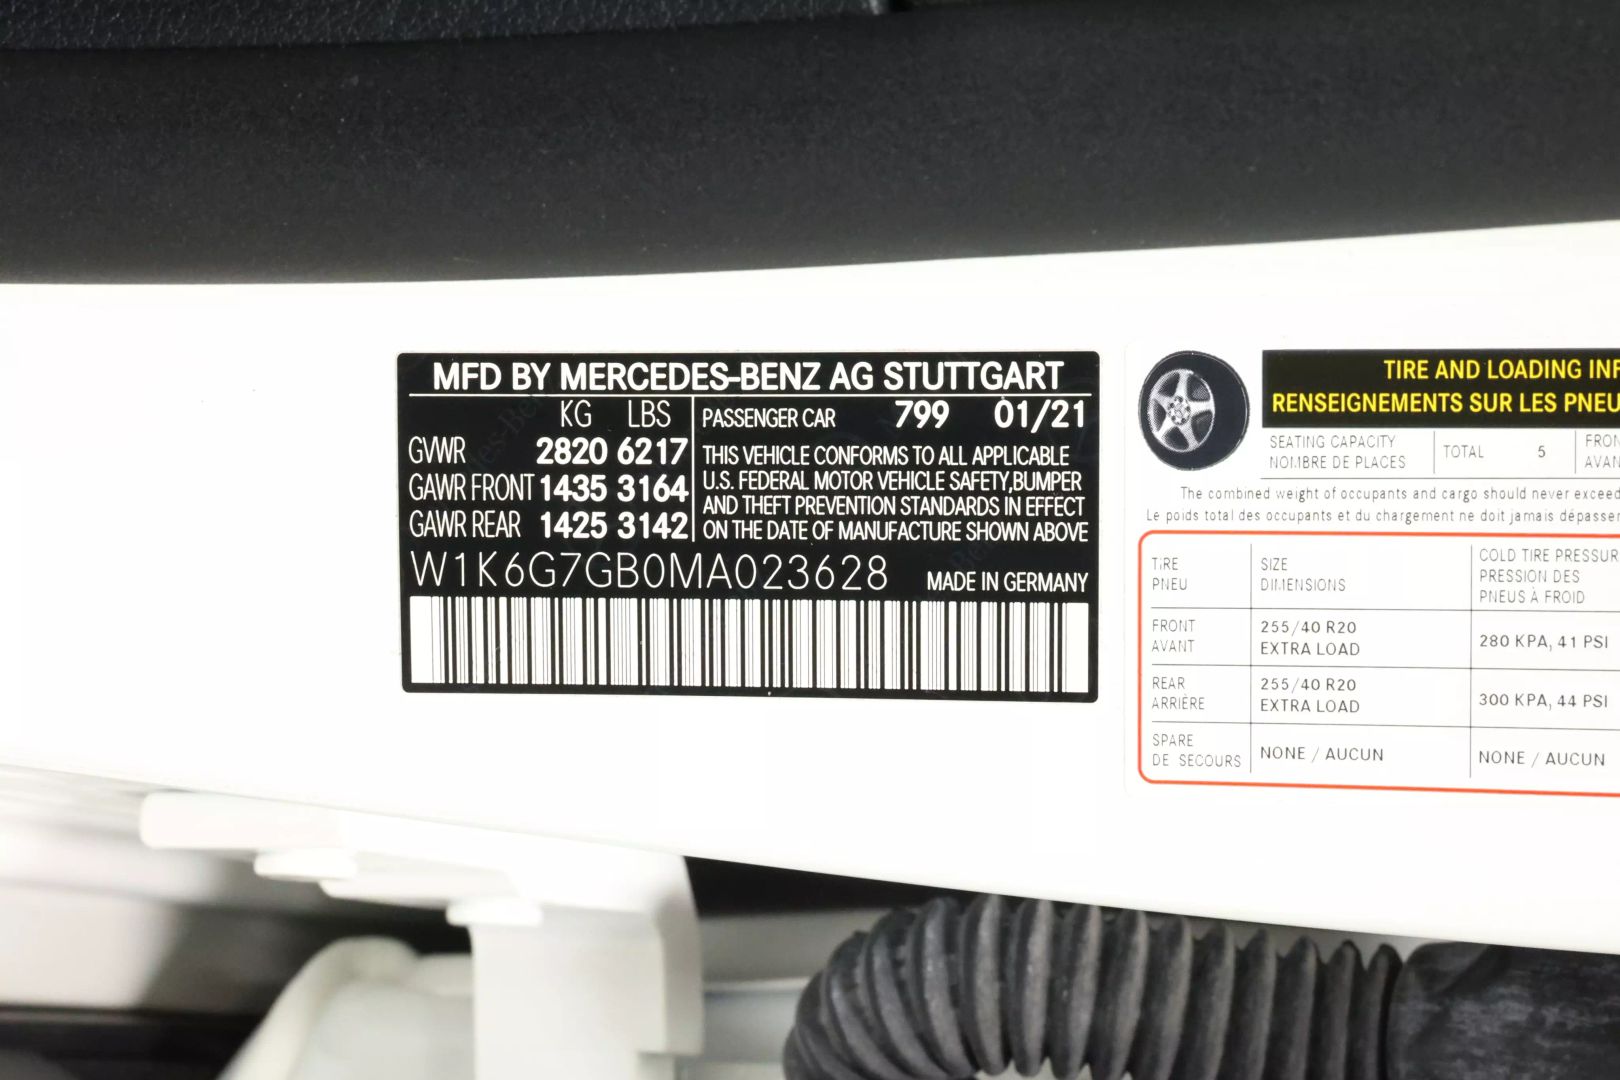 MFD BY MERCEDES-BENZ AG STUTTGART
KG LBS
GVWR 2820 6217
GAWR FRONT 1435 3164
GAWR REAR 1425 3142
PASSENGER CAR 799 01/21
THIS VEHICLE CONFORMS TO ALL APPLICABLE
U.S. FEDERAL MOTOR VEHICLE SAFETY,BUMPER
AND THEFT PREVENTION STANDARDS IN EFFECT
ON THE DATE OF MANUFACTURE SHOWN ABOVE
W1K6G7GB0MA023628 MADE IN GERMANY
TIRE AND LOADING INF
RENSEIGNEMENTS SUR LES PNEU
SEATING CAPACITY
NOMBRE DE PLACES
TOTAL 5
FRON
AVAN
The combined weight of occupants and cargo should never exceed
Le poids total des occupants et du chargement ne doit jamais dépasser
TIRE
PNEU
SIZE
DIMENSIONS
COLD TIRE PRESSUR
PRESSION DES
PNEUS À FROID
FRONT
AVANT
255/40 R20
EXTRA LOAD
280 KPA, 41 PSI
REAR
ARRIÈRE
255/40 R20
EXTRA LOAD
300 KPA, 44 PSI
SPARE
DE SECOURS
NONE / AUCUN
NONE / AUCUN